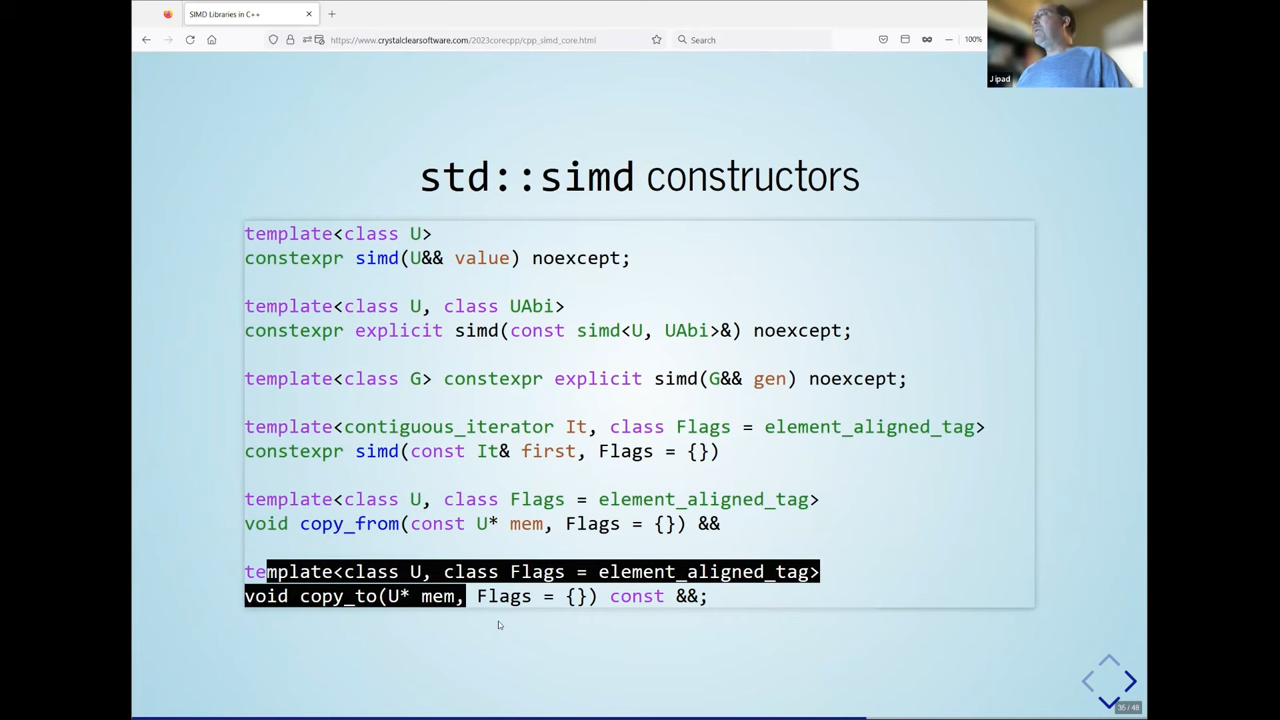 SIMD Libraries in C++
https://www.crystalclearsoftware.com/2023corecpp/cpp_simd_core.html
Search
100%
J ipad
std::simd constructors
template<class U>
constexpr simd(U&& value) noexcept;
template<class U, class UAbi>
constexpr explicit simd(const simd<U, UAbi>&) noexcept;
template<class G> constexpr explicit simd(G&& gen) noexcept;
template<contiguous_iterator It, class Flags = element_aligned_tag>
constexpr simd(const It& first, Flags = {})
template<class U, class Flags = element_aligned_tag>
void copy_from(const U* mem, Flags = {}) &&
template<class U, class Flags = element_aligned_tag>
void copy_to(U* mem, Flags = {}) const &&;
35 / 48